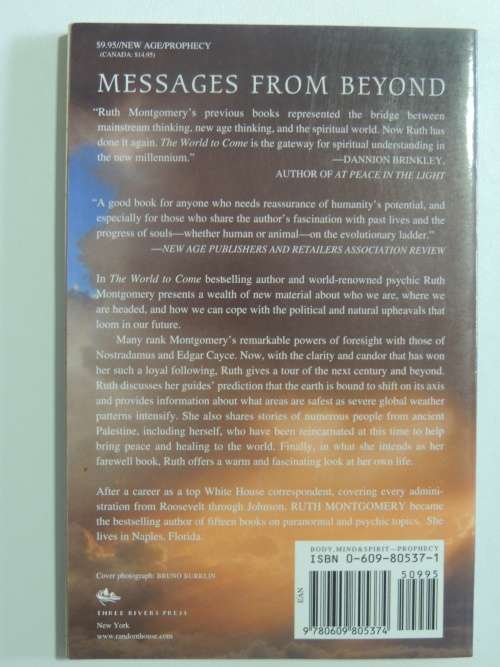 $9.95//NEW AGE/PROPHECY
(CANADA: $14.95)
MESSAGES FROM BEYOND
“Ruth Montgomery’s previous books represented the bridge between
mainstream thinking, new age thinking, and the spiritual world. Now Ruth has
done it again. The World to Come is the gateway for spiritual understanding in
the new millennium.” —DANNION BRINKLEY,
AUTHOR OF AT PEACE IN THE LIGHT
“A good book for anyone who needs reassurance of humanity’s potential, and
especially for those who share the author’s fascination with past lives and the
progress of souls—whether human or animal—on the evolutionary ladder.”
—NEW AGE PUBLISHERS AND RETAILERS ASSOCIATION REVIEW
In The World to Come bestselling author and world-renowned psychic Ruth
Montgomery presents a wealth of new material about who we are, where we
are headed, and how we can cope with the political and natural upheavals that
loom in our future.
Many rank Montgomery’s remarkable powers of foresight with those of
Nostradamus and Edgar Cayce. Now, with the clarity and candor that has won
her such a loyal following, Ruth gives a tour of the next century and beyond.
Ruth discusses her guides’ prediction that the earth is bound to shift on its axis
and provides information about what areas are safest as severe global weather
patterns intensify. She also shares stories of numerous people from ancient
Palestine, including herself, who have been reincarnated at this time to help
bring peace and healing to the world. Finally, in what she intends as her
farewell book, Ruth offers a warm and fascinating look at her own life.
After a career as a top White House correspondent, covering every admini-
stration from Roosevelt through Johnson, RUTH MONTGOMERY became
the bestselling author of fifteen books on paranormal and psychic topics. She
lives in Naples, Florida.
Cover photograph: BRUNO BURKLIN
THREE RIVERS PRESS
New York
www.randomhouse.com
BODY, MIND & SPIRIT—PROPHECY
ISBN 0-609-80537-1
50995
EAN
9 780609 805374